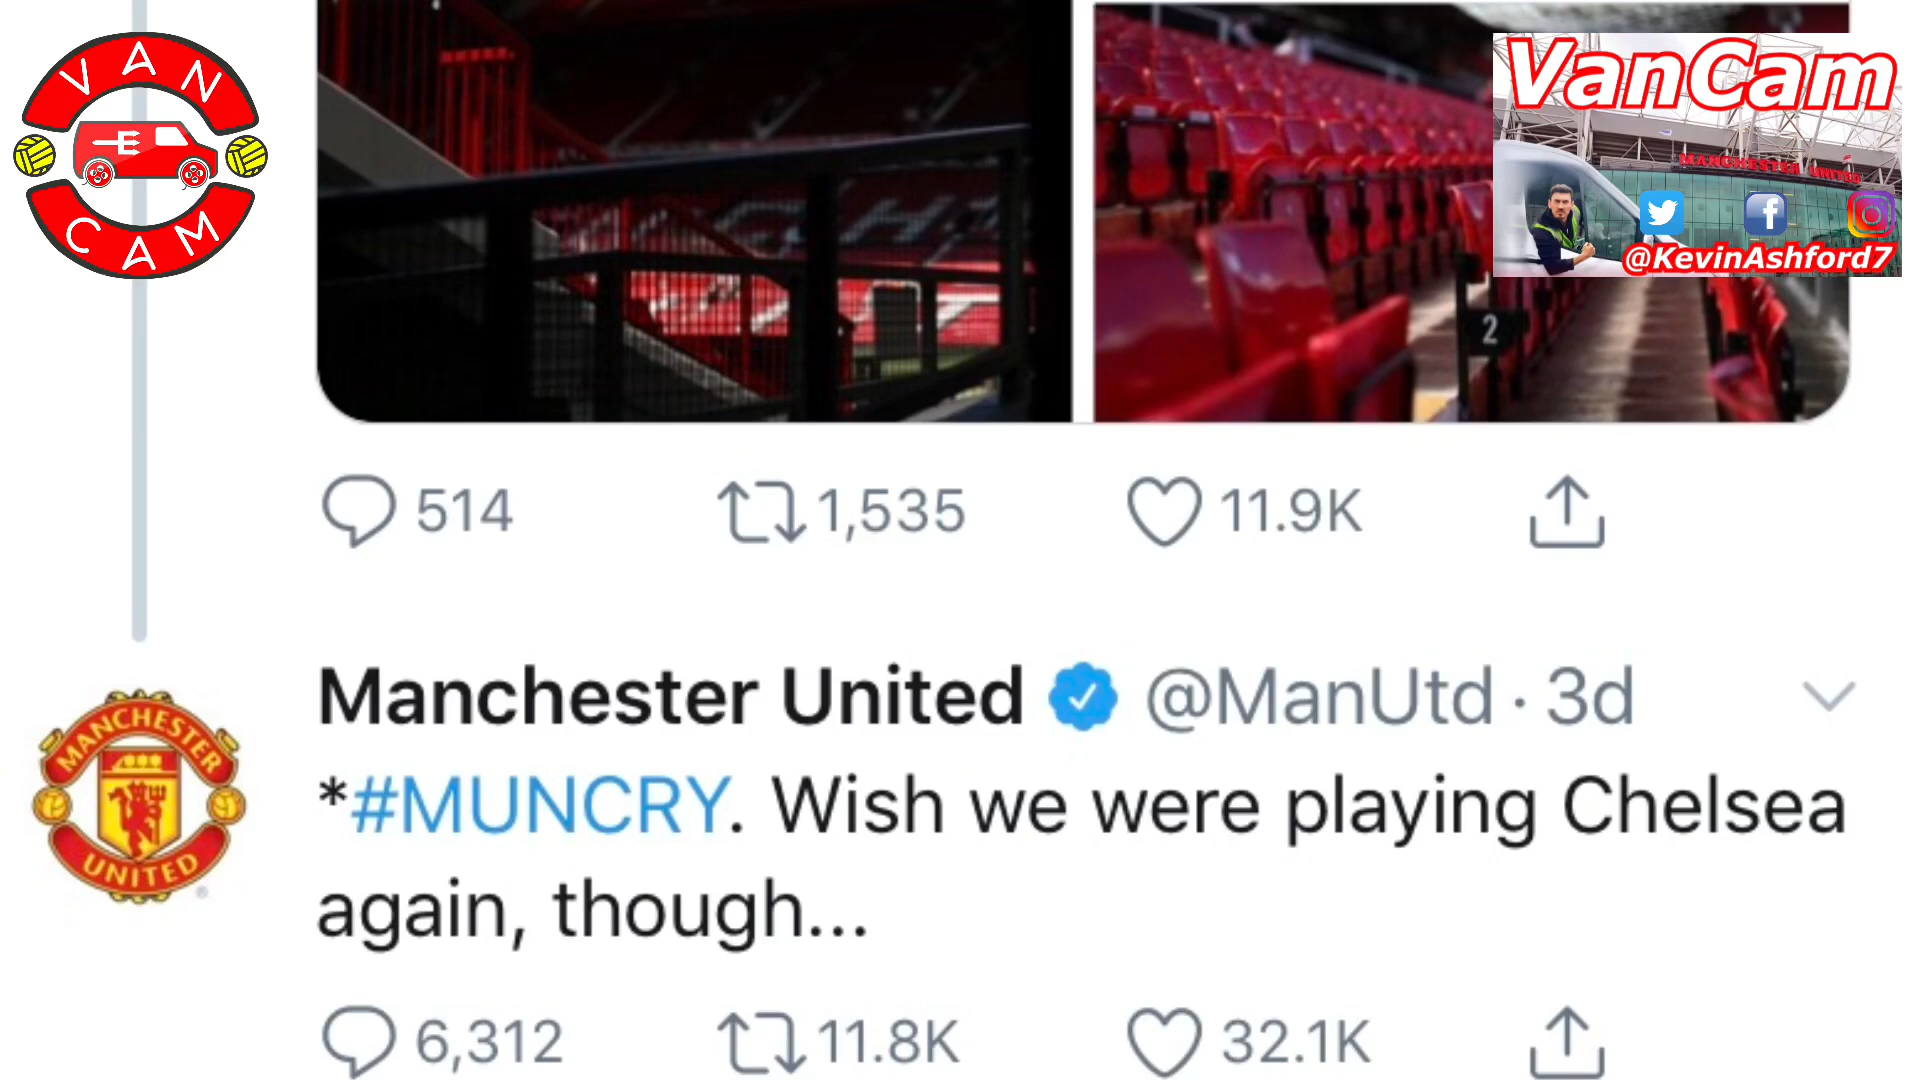 VAN
CAM
VanCam
MANCHESTER UNITED
@KevinAshford7
2
514
1,535
11.9K
Manchester United @ManUtd · 3d
*#MUNCRY. Wish we were playing Chelsea
again, though...
MANCHESTER
UNITED
6,312
11.8K
32.1K